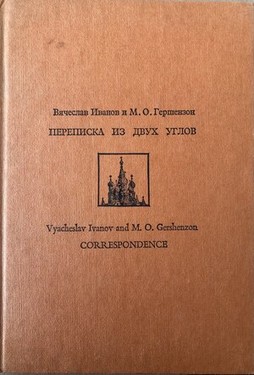 Вячеслав Иванов и М. О. Гершензон
ПЕРЕПИСКА ИЗ ДВУХ УГЛОВ
Vyacheslav Ivanov and M. O. Gershenzon
CORRESPONDENCE